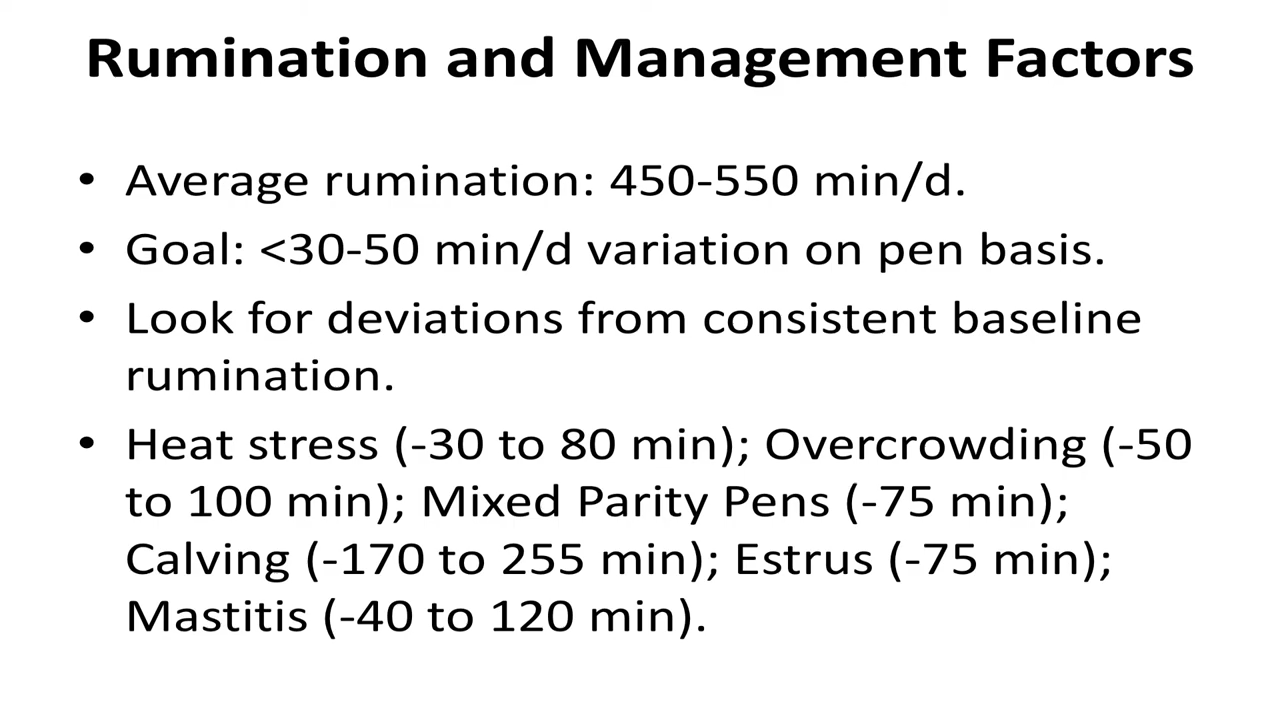 Rumination and Management Factors
• Average rumination: 450-550 min/d.
• Goal: <30-50 min/d variation on pen basis.
• Look for deviations from consistent baseline
rumination.
• Heat stress (-30 to 80 min); Overcrowding (-50
to 100 min); Mixed Parity Pens (-75 min);
Calving (-170 to 255 min); Estrus (-75 min);
Mastitis (-40 to 120 min).